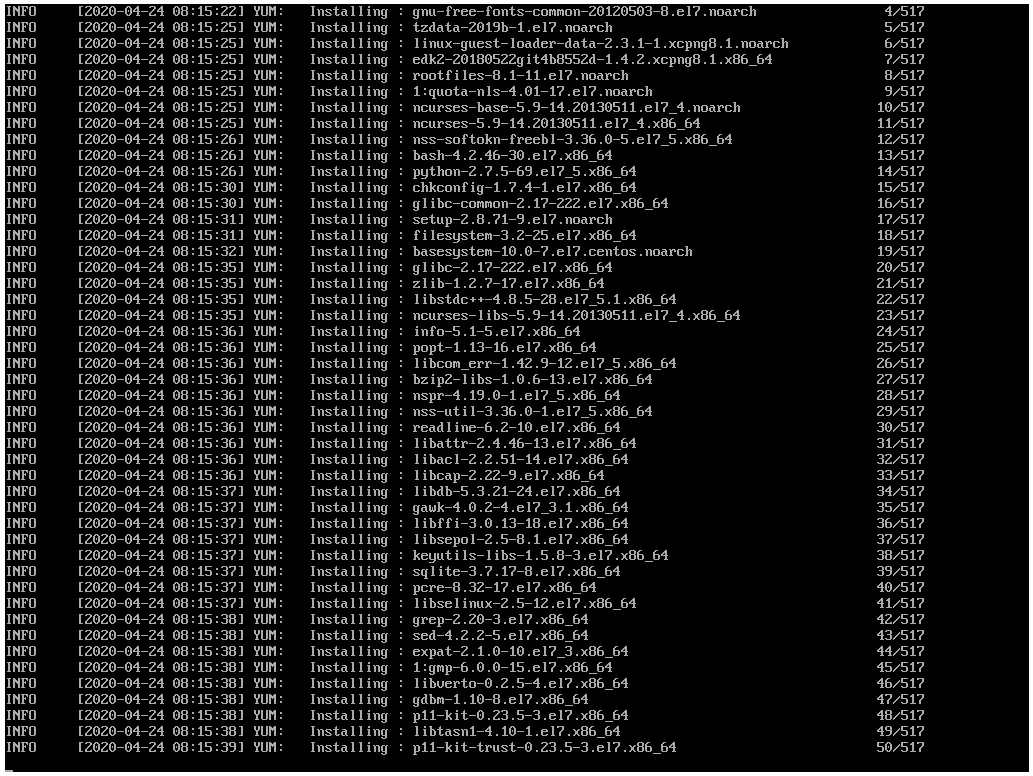 INFO [2020-04-24 08:15:22] YUM: Installing : gnu-free-fonts-common-20120503-8.el7.noarch 4/517
INFO [2020-04-24 08:15:25] YUM: Installing : tzdata-2019b-1.el7.noarch 5/517
INFO [2020-04-24 08:15:25] YUM: Installing : linux-guest-loader-data-2.3.1-1.xcpng8.1.noarch 6/517
INFO [2020-04-24 08:15:25] YUM: Installing : edk2-20180522git4b8552d-1.4.2.xcpng8.1.x86_64 7/517
INFO [2020-04-24 08:15:25] YUM: Installing : rootfiles-8.1-11.el7.noarch 8/517
INFO [2020-04-24 08:15:25] YUM: Installing : 1:quota-nls-4.01-17.el7.noarch 9/517
INFO [2020-04-24 08:15:25] YUM: Installing : ncurses-base-5.9-14.20130511.el7_4.noarch 10/517
INFO [2020-04-24 08:15:25] YUM: Installing : ncurses-5.9-14.20130511.el7_4.x86_64 11/517
INFO [2020-04-24 08:15:26] YUM: Installing : nss-softokn-freebl-3.36.0-5.el7_5.x86_64 12/517
INFO [2020-04-24 08:15:26] YUM: Installing : bash-4.2.46-30.el7.x86_64 13/517
INFO [2020-04-24 08:15:26] YUM: Installing : python-2.7.5-69.el7_5.x86_64 14/517
INFO [2020-04-24 08:15:30] YUM: Installing : chkconfig-1.7.4-1.el7.x86_64 15/517
INFO [2020-04-24 08:15:30] YUM: Installing : glibc-common-2.17-222.el7.x86_64 16/517
INFO [2020-04-24 08:15:31] YUM: Installing : setup-2.8.71-9.el7.noarch 17/517
INFO [2020-04-24 08:15:31] YUM: Installing : filesystem-3.2-25.el7.x86_64 18/517
INFO [2020-04-24 08:15:32] YUM: Installing : basesystem-10.0-7.el7.centos.noarch 19/517
INFO [2020-04-24 08:15:35] YUM: Installing : glibc-2.17-222.el7.x86_64 20/517
INFO [2020-04-24 08:15:35] YUM: Installing : zlib-1.2.7-17.el7.x86_64 21/517
INFO [2020-04-24 08:15:35] YUM: Installing : libstdc++-4.8.5-28.el7_5.1.x86_64 22/517
INFO [2020-04-24 08:15:35] YUM: Installing : ncurses-libs-5.9-14.20130511.el7_4.x86_64 23/517
INFO [2020-04-24 08:15:36] YUM: Installing : info-5.1-5.el7.x86_64 24/517
INFO [2020-04-24 08:15:36] YUM: Installing : popt-1.13-16.el7.x86_64 25/517
INFO [2020-04-24 08:15:36] YUM: Installing : libcom_err-1.42.9-12.el7_5.x86_64 26/517
INFO [2020-04-24 08:15:36] YUM: Installing : bzip2-libs-1.0.6-13.el7.x86_64 27/517
INFO [2020-04-24 08:15:36] YUM: Installing : nspr-4.19.0-1.el7_5.x86_64 28/517
INFO [2020-04-24 08:15:36] YUM: Installing : nss-util-3.36.0-1.el7_5.x86_64 29/517
INFO [2020-04-24 08:15:36] YUM: Installing : readline-6.2-10.el7.x86_64 30/517
INFO [2020-04-24 08:15:36] YUM: Installing : libattr-2.4.46-13.el7.x86_64 31/517
INFO [2020-04-24 08:15:36] YUM: Installing : libacl-2.2.51-14.el7.x86_64 32/517
INFO [2020-04-24 08:15:36] YUM: Installing : libcap-2.22-9.el7.x86_64 33/517
INFO [2020-04-24 08:15:37] YUM: Installing : libdb-5.3.21-24.el7.x86_64 34/517
INFO [2020-04-24 08:15:37] YUM: Installing : gawk-4.0.2-4.el7_3.1.x86_64 35/517
INFO [2020-04-24 08:15:37] YUM: Installing : libffi-3.0.13-18.el7.x86_64 36/517
INFO [2020-04-24 08:15:37] YUM: Installing : libsepol-2.5-8.1.el7.x86_64 37/517
INFO [2020-04-24 08:15:37] YUM: Installing : keyutils-libs-1.5.8-3.el7.x86_64 38/517
INFO [2020-04-24 08:15:37] YUM: Installing : sqlite-3.7.17-8.el7.x86_64 39/517
INFO [2020-04-24 08:15:37] YUM: Installing : pcre-8.32-17.el7.x86_64 40/517
INFO [2020-04-24 08:15:37] YUM: Installing : libselinux-2.5-12.el7.x86_64 41/517
INFO [2020-04-24 08:15:38] YUM: Installing : grep-2.20-3.el7.x86_64 42/517
INFO [2020-04-24 08:15:38] YUM: Installing : sed-4.2.2-5.el7.x86_64 43/517
INFO [2020-04-24 08:15:38] YUM: Installing : expat-2.1.0-10.el7_3.x86_64 44/517
INFO [2020-04-24 08:15:38] YUM: Installing : 1:gmp-6.0.0-15.el7.x86_64 45/517
INFO [2020-04-24 08:15:38] YUM: Installing : libverto-0.2.5-4.el7.x86_64 46/517
INFO [2020-04-24 08:15:38] YUM: Installing : gdbm-1.10-8.el7.x86_64 47/517
INFO [2020-04-24 08:15:38] YUM: Installing : p11-kit-0.23.5-3.el7.x86_64 48/517
INFO [2020-04-24 08:15:38] YUM: Installing : libtasn1-4.10-1.el7.x86_64 49/517
INFO [2020-04-24 08:15:39] YUM: Installing : p11-kit-trust-0.23.5-3.el7.x86_64 50/517